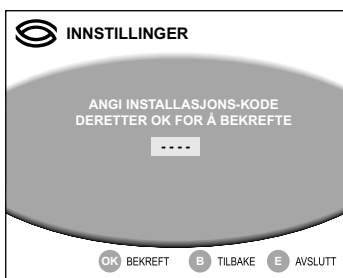 INNSTILLINGER
ANGI INSTALLASJONS-KODE
DERETTER OK FOR Å BEKREFTE
- - - -
OK BEKREFT B TILBAKE E AVSLUTT